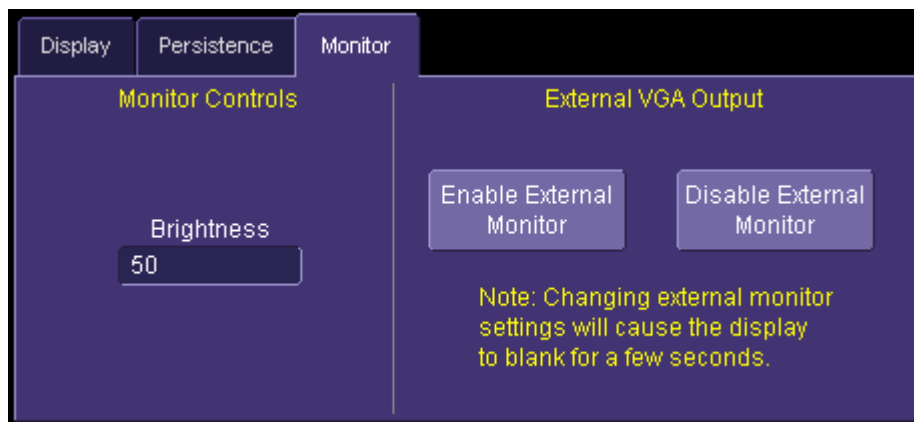 Display
Persistence
Monitor
Monitor Controls
External VGA Output
Brightness
50
Enable External
Monitor
Disable External
Monitor
Note: Changing external monitor
settings will cause the display
to blank for a few seconds.